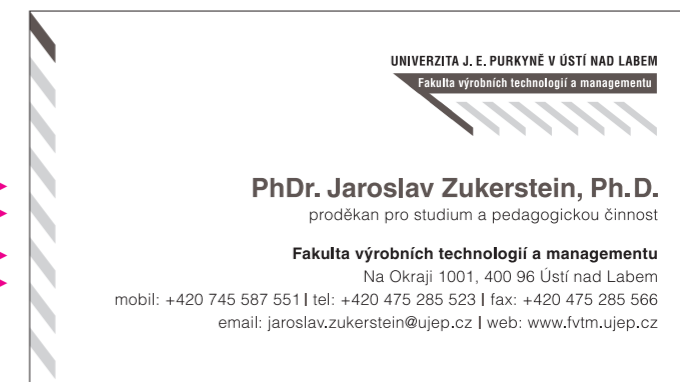 UNIVERZITA J. E. PURKYNĚ V ÚSTÍ NAD LABEM
Fakulta výrobních technologií a managementu
PhDr. Jaroslav Zukerstein, Ph.D.
proděkan pro studium a pedagogickou činnost
Fakulta výrobních technologií a managementu
Na Okraji 1001, 400 96 Ústí nad Labem
mobil: +420 745 587 551 | tel: +420 475 285 523 | fax: +420 475 285 566
email: jaroslav.zukerstein@ujep.cz | web: www.fvtm.ujep.cz